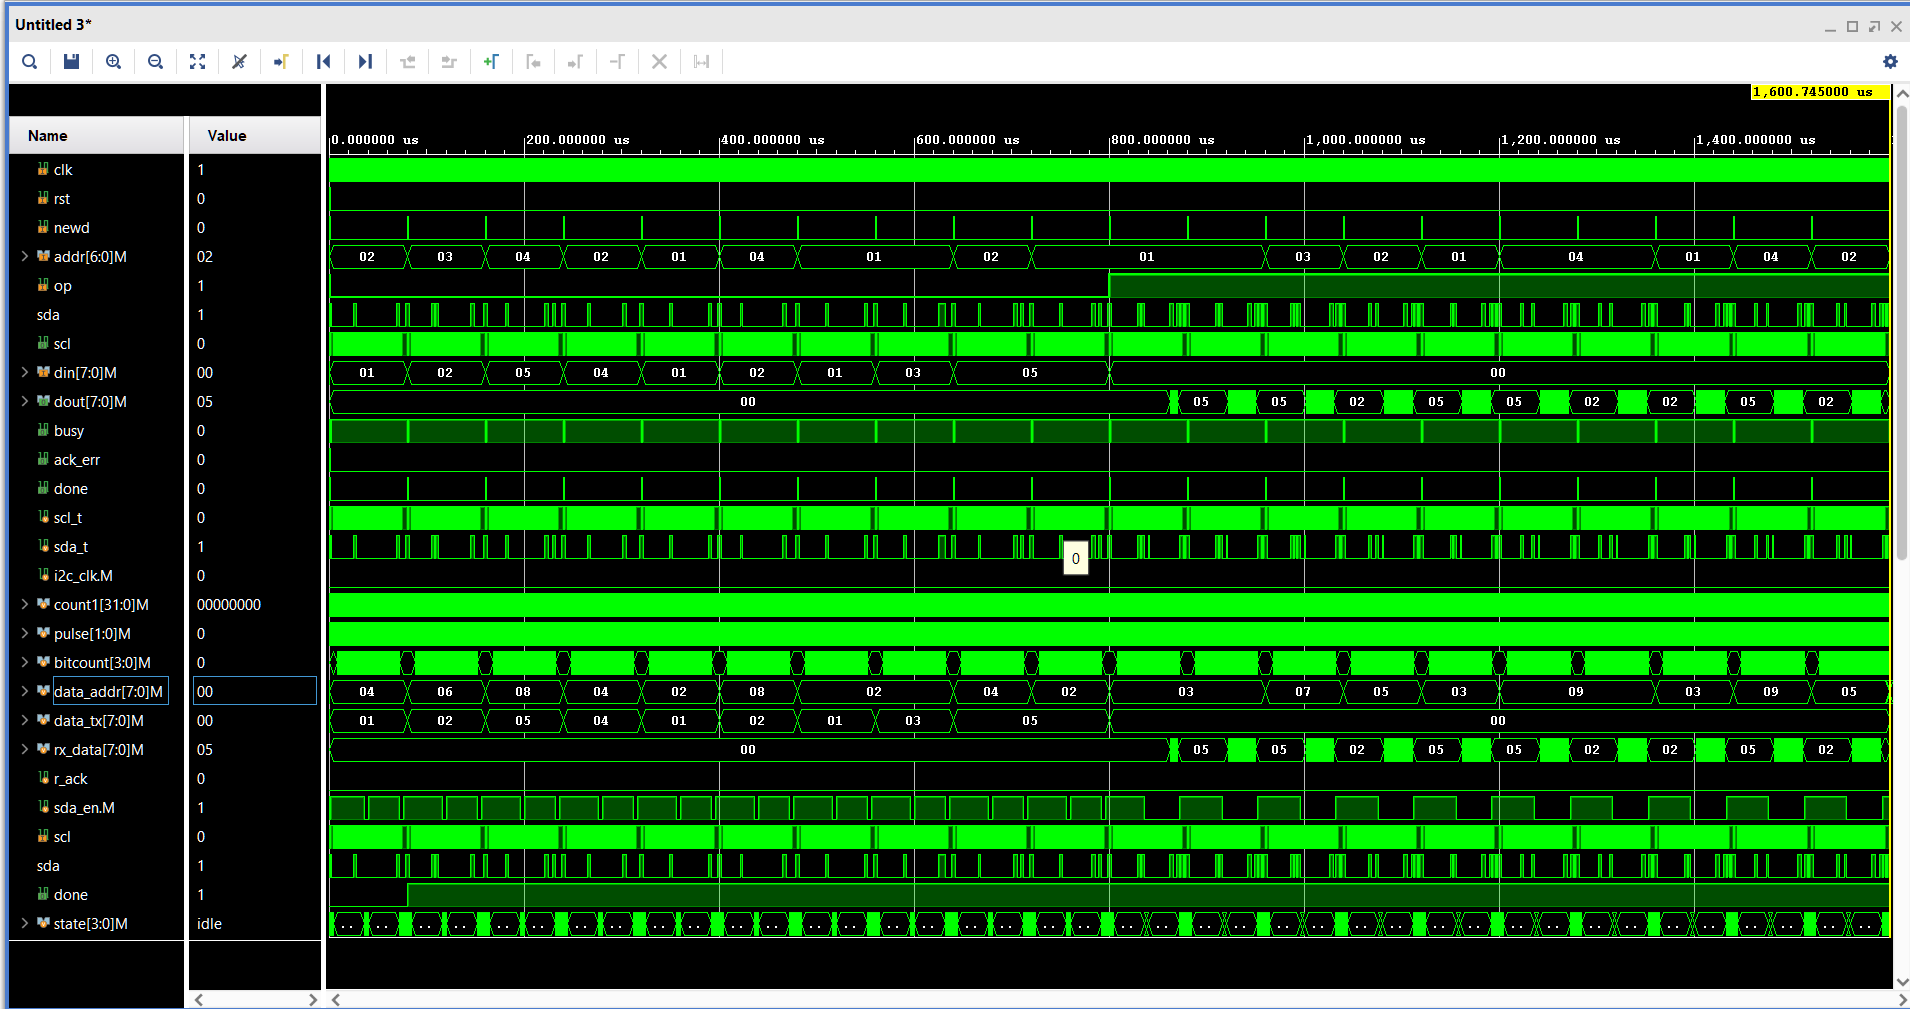 Untitled 3*
1,600.745000 us
Name Value
0.000000 us 200.000000 us 400.000000 us 600.000000 us 800.000000 us 1,000.000000 us 1,200.000000 us 1,400.000000 us
clk 1
rst 0
newd 0
addr[6:0]M 02 02 03 04 02 01 04 01 02 01 03 02 01 04 01 04 02
op 1
sda 1
scl 0
din[7:0]M 00 01 02 05 04 01 02 01 03 05 00
dout[7:0]M 05 00 05 05 02 05 05 02 02 05 02
busy 0
ack_err 0
done 0
scl_t 0
sda_t 1
0
i2c_clk.M 0
count1[31:0]M 00000000
pulse[1:0]M 0
bitcount[3:0]M 0
data_addr[7:0]M 00 04 06 08 04 02 08 02 04 02 03 07 05 03 09 03 09 05
data_tx[7:0]M 00 01 02 05 04 01 02 01 03 05 00
rx_data[7:0]M 05 00 05 05 02 05 05 02 02 05 02
r_ack 0
sda_en.M 1
scl 0
sda 1
done 1
state[3:0]M idle .. .. .. .. .. .. .. .. .. .. .. .. .. .. .. .. .. .. .. .. .. .. .. .. .. .. .. .. .. .. .. .. .. .. .. .. .. .. .. ..